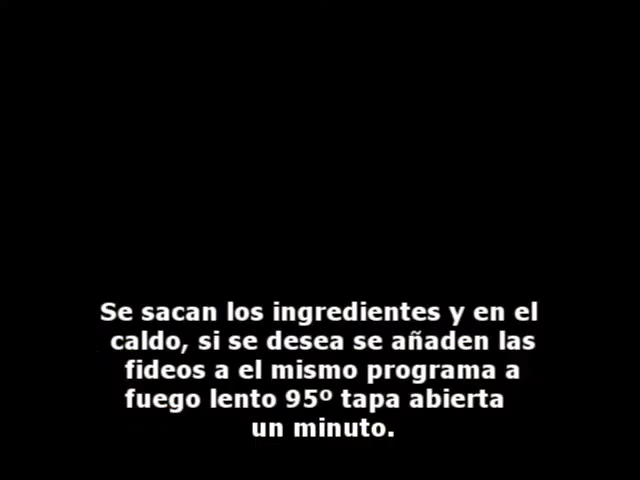 Se sacan los ingredientes y en el
caldo, si se desea se añaden las
fideos a el mismo programa a
fuego lento 95º tapa abierta
un minuto.